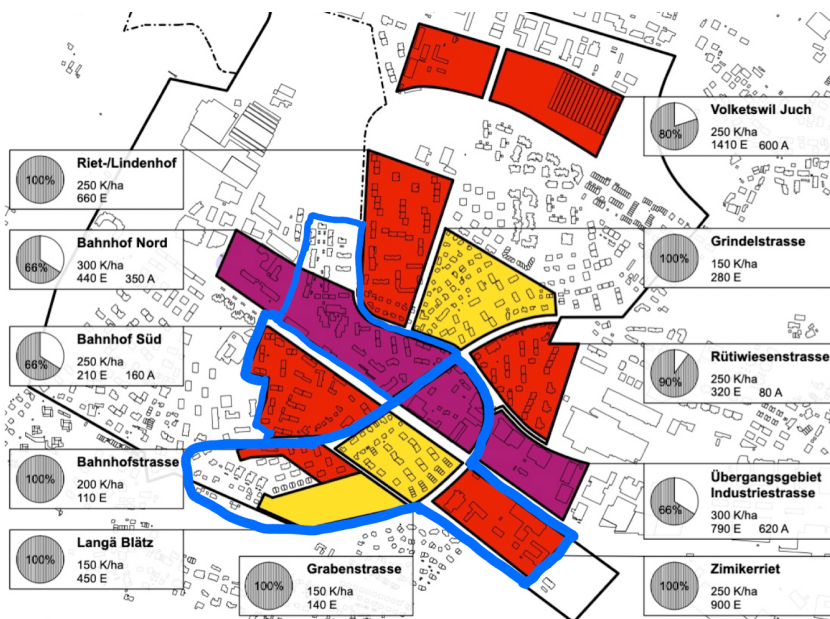 Volketswil Juch
80%
250 K/ha
1410 E 600 A
Riet-/Lindenhof
100%
250 K/ha
660 E
Bahnhof Nord
66%
300 K/ha
440 E 350 A
Grindelstrasse
100%
150 K/ha
280 E
Bahnhof Süd
66%
250 K/ha
210 E 160 A
Rütiwiesenstrasse
90%
250 K/ha
320 E 80 A
Bahnhofstrasse
100%
200 K/ha
110 E
Übergangsgebiet
Industriestrasse
66%
300 K/ha
790 E 620 A
Langä Blätz
100%
150 K/ha
450 E
Grabenstrasse
100%
150 K/ha
140 E
Zimikerriet
100%
250 K/ha
900 E